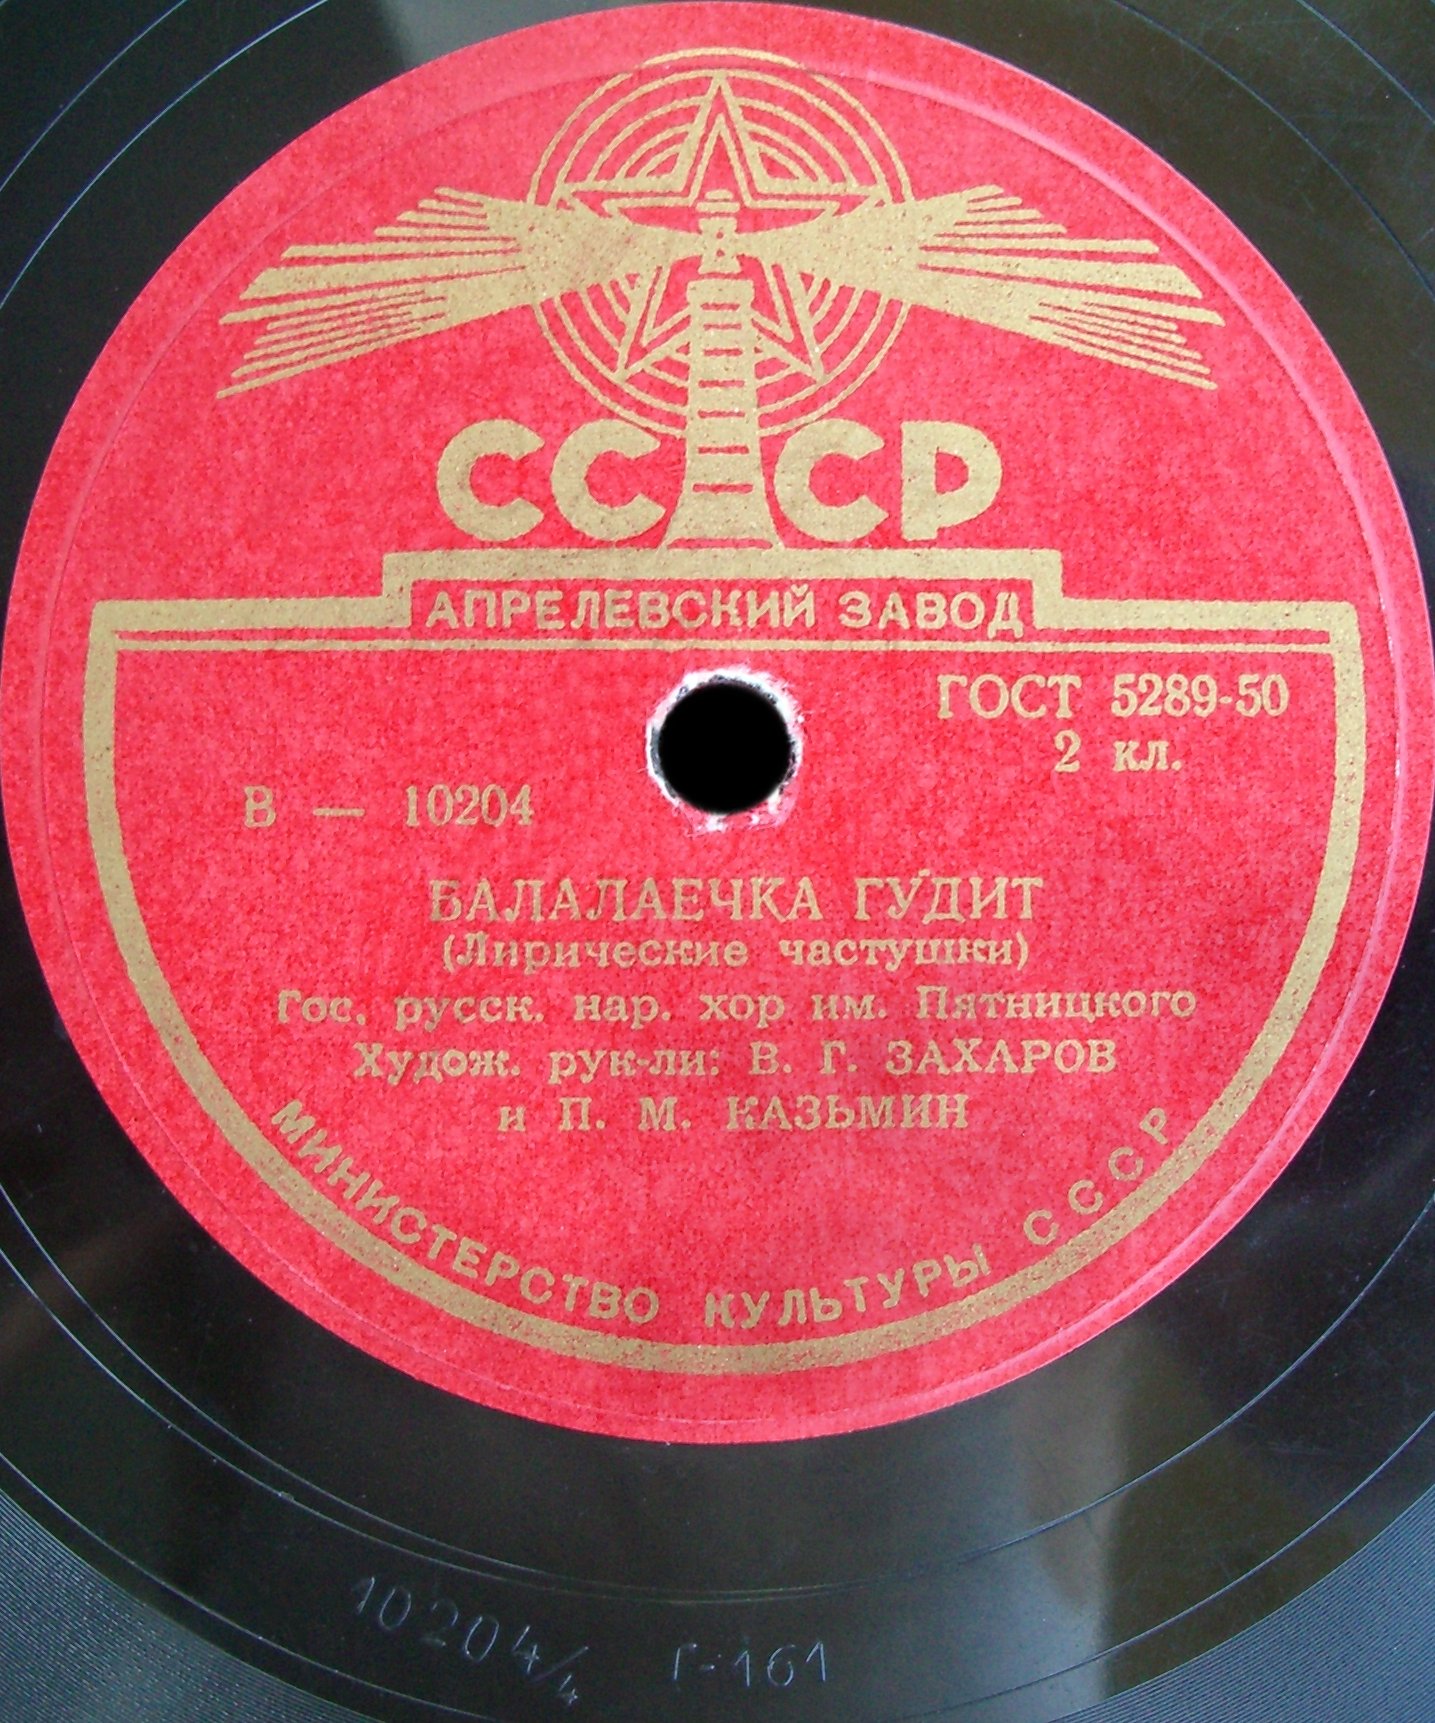 СССР
АПРЕЛЕВСКИЙ ЗАВОД
ГОСТ 5289-50
2 кл.
В — 10204
БАЛАЛАЕЧКА ГУДИТ
(Лирические частушки)
Гос. русск. нар. хор им. Пятницкого
Худож. рук-ли: В. Г. ЗАХАРОВ
и П. М. КАЗЬМИН
МИНИСТЕРСТВО КУЛЬТУРЫ СССР
10204/4 Г-161